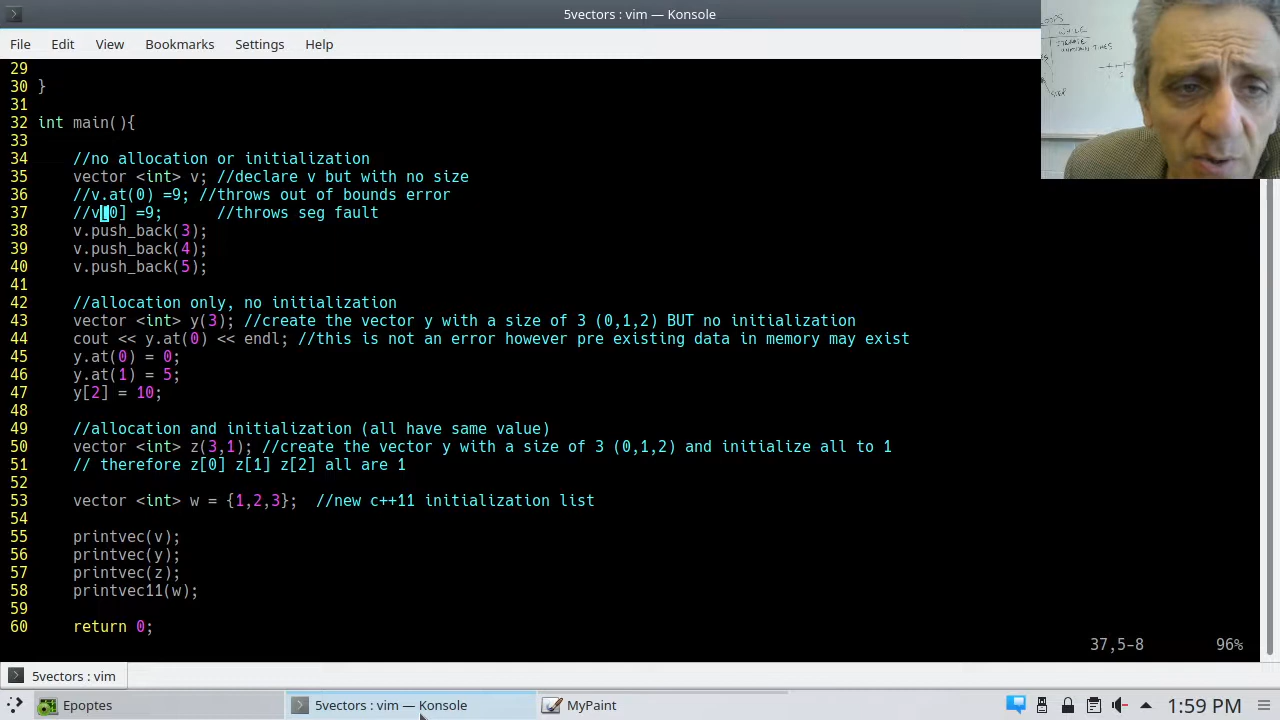 5vectors : vim — Konsole
File Edit View Bookmarks Settings Help
29
30 }
31
32 int main(){
33
34 //no allocation or initialization
35 vector <int> v; //declare v but with no size
36 //v.at(0) =9; //throws out of bounds error
37 //v[0] =9; //throws seg fault
38 v.push_back(3);
39 v.push_back(4);
40 v.push_back(5);
41
42 //allocation only, no initialization
43 vector <int> y(3); //create the vector y with a size of 3 (0,1,2) BUT no initialization
44 cout << y.at(0) << endl; //this is not an error however pre existing data in memory may exist
45 y.at(0) = 0;
46 y.at(1) = 5;
47 y[2] = 10;
48
49 //allocation and initialization (all have same value)
50 vector <int> z(3,1); //create the vector y with a size of 3 (0,1,2) and initialize all to 1
51 // therefore z[0] z[1] z[2] all are 1
52
53 vector <int> w = {1,2,3}; //new c++11 initialization list
54
55 printvec(v);
56 printvec(y);
57 printvec(z);
58 printvec11(w);
59
60 return 0;
37,5-8 96%
5vectors : vim
Epoptes 5vectors : vim — Konsole MyPaint 1:59 PM